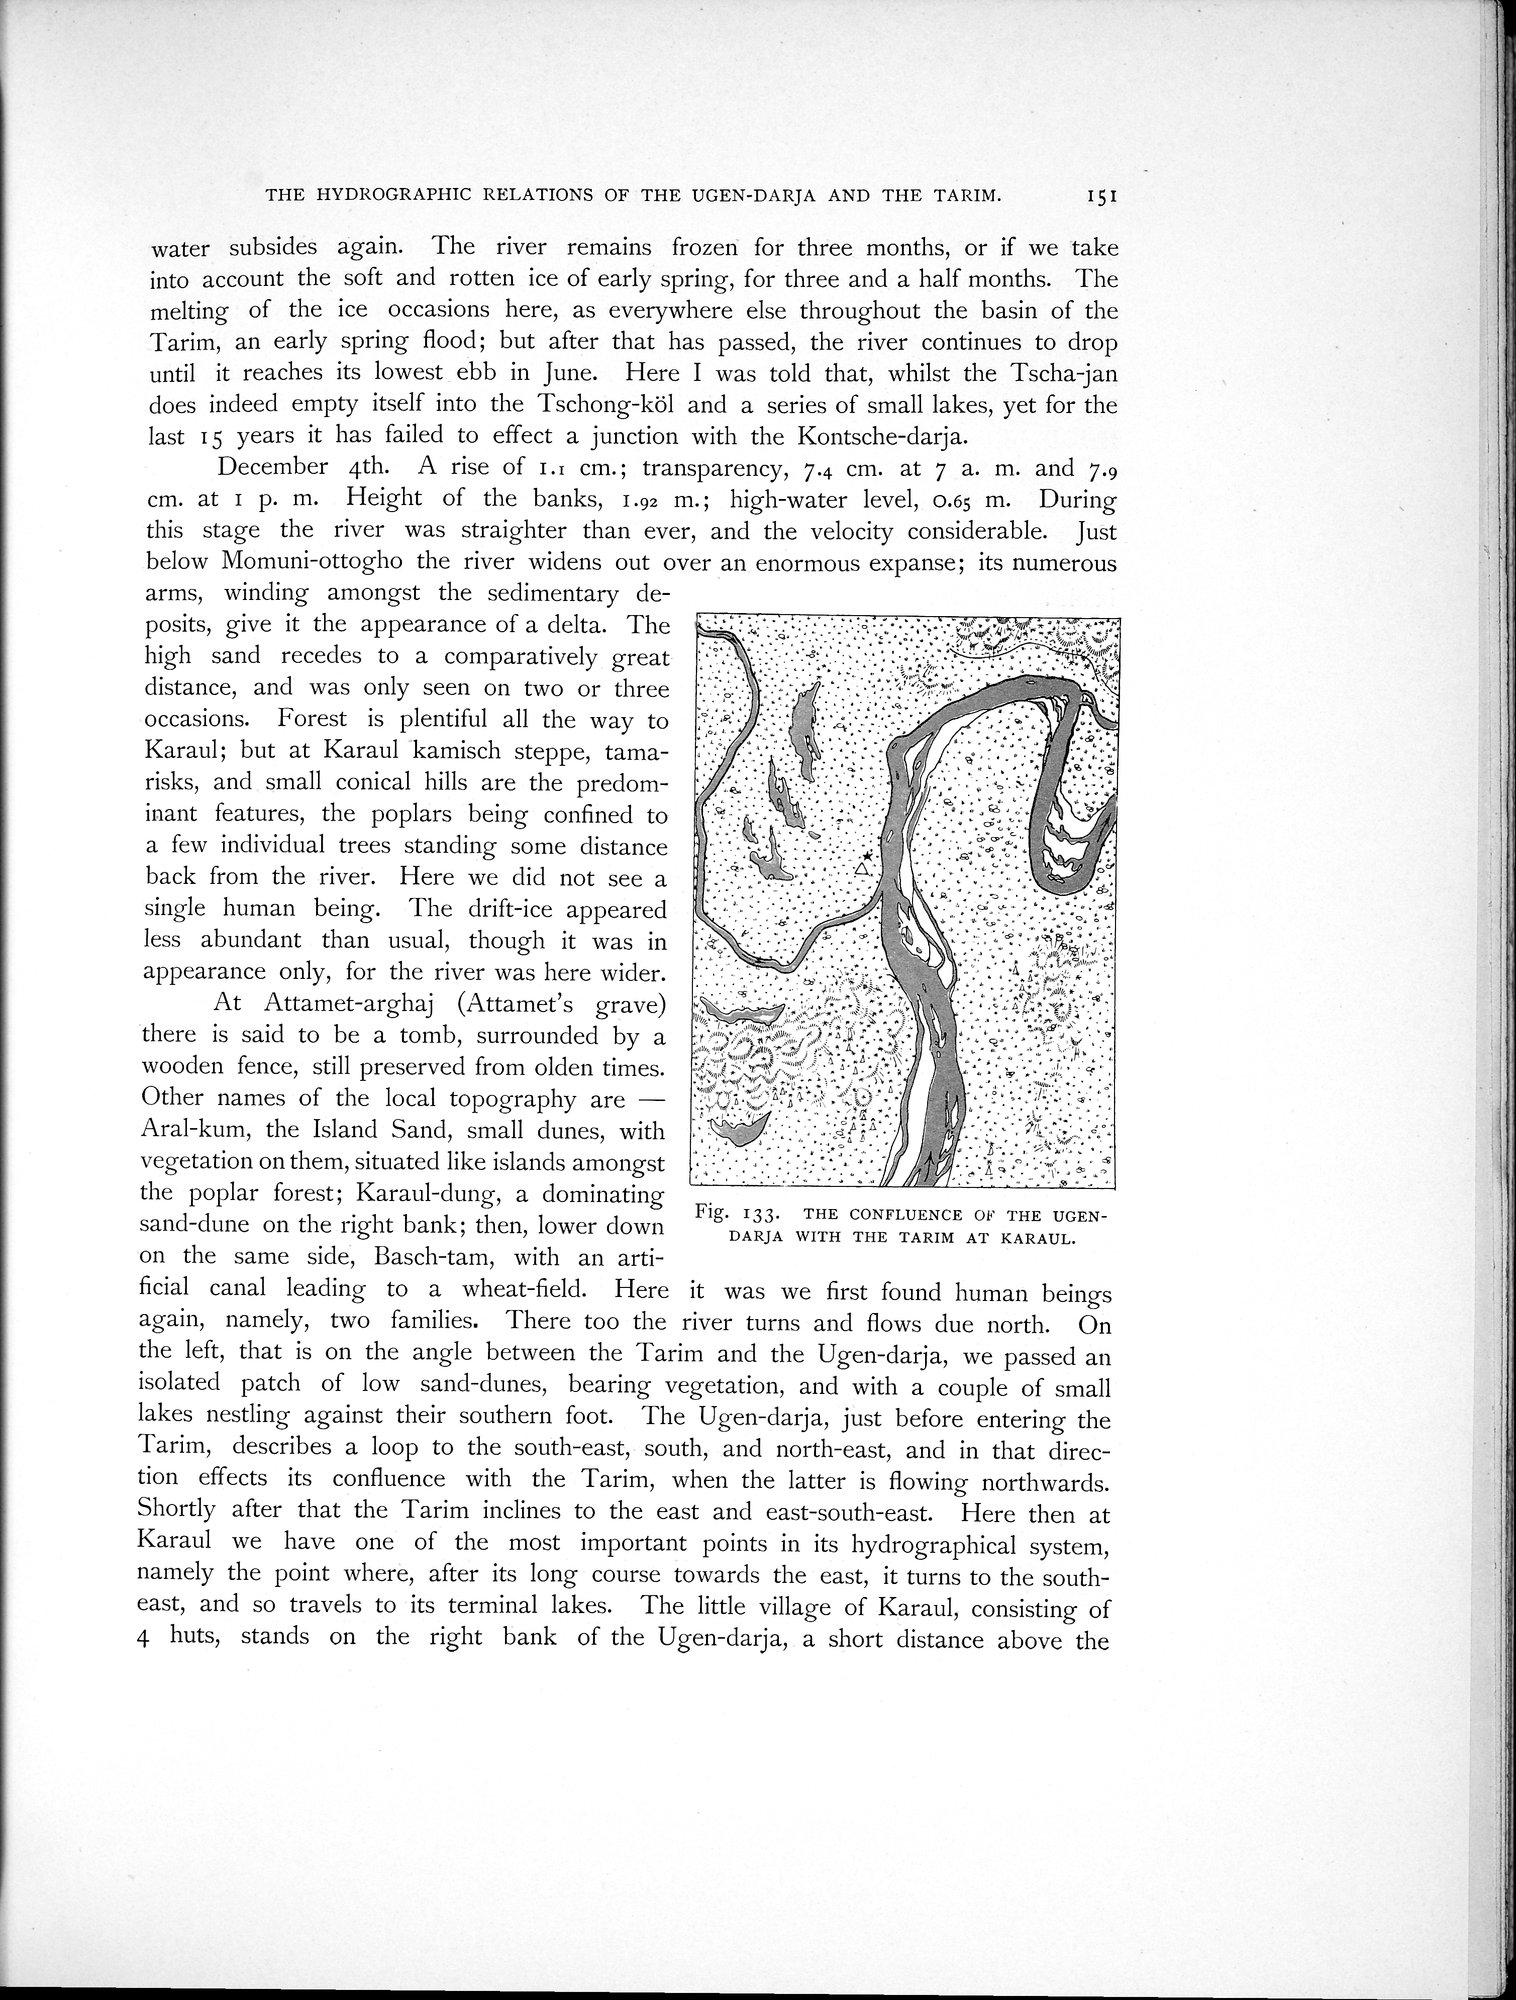 THE HYDROGRAPHIC RELATIONS OF THE UGEN-DARJA AND THE TARIM. 151
water subsides again. The river remains frozen for three months, or if we take
into account the soft and rotten ice of early spring, for three and a half months. The
melting of the ice occasions here, as everywhere else throughout the basin of the
Tarim, an early spring flood; but after that has passed, the river continues to drop
until it reaches its lowest ebb in June. Here I was told that, whilst the Tscha-jan
does indeed empty itself into the Tschong-köl and a series of small lakes, yet for the
last 15 years it has failed to effect a junction with the Kontsche-darja.
December 4th. A rise of 1.1 cm.; transparency, 7.4 cm. at 7 a. m. and 7.9
cm. at 1 p. m. Height of the banks, 1.92 m.; high-water level, 0.65 m. During
this stage the river was straighter than ever, and the velocity considerable. Just
below Momuni-ottogho the river widens out over an enormous expanse; its numerous
arms, winding amongst the sedimentary de-
posits, give it the appearance of a delta. The
high sand recedes to a comparatively great
distance, and was only seen on two or three
occasions. Forest is plentiful all the way to
Karaul; but at Karaul kamisch steppe, tama-
risks, and small conical hills are the predom-
inant features, the poplars being confined to
a few individual trees standing some distance
back from the river. Here we did not see a
single human being. The drift-ice appeared
less abundant than usual, though it was in
appearance only, for the river was here wider.
At Attamet-arghaj (Attamet's grave)
there is said to be a tomb, surrounded by a
wooden fence, still preserved from olden times.
Other names of the local topography are —
Aral-kum, the Island Sand, small dunes, with
vegetation on them, situated like islands amongst
the poplar forest; Karaul-dung, a dominating
sand-dune on the right bank; then, lower down
on the same side, Basch-tam, with an arti-
Fig. 133. THE CONFLUENCE OF THE UGEN-
DARJA WITH THE TARIM AT KARAUL.
ficial canal leading to a wheat-field. Here it was we first found human beings
again, namely, two families. There too the river turns and flows due north. On
the left, that is on the angle between the Tarim and the Ugen-darja, we passed an
isolated patch of low sand-dunes, bearing vegetation, and with a couple of small
lakes nestling against their southern foot. The Ugen-darja, just before entering the
Tarim, describes a loop to the south-east, south, and north-east, and in that direc-
tion effects its confluence with the Tarim, when the latter is flowing northwards.
Shortly after that the Tarim inclines to the east and east-south-east. Here then at
Karaul we have one of the most important points in its hydrographical system,
namely the point where, after its long course towards the east, it turns to the south-
east, and so travels to its terminal lakes. The little village of Karaul, consisting of
4 huts, stands on the right bank of the Ugen-darja, a short distance above the